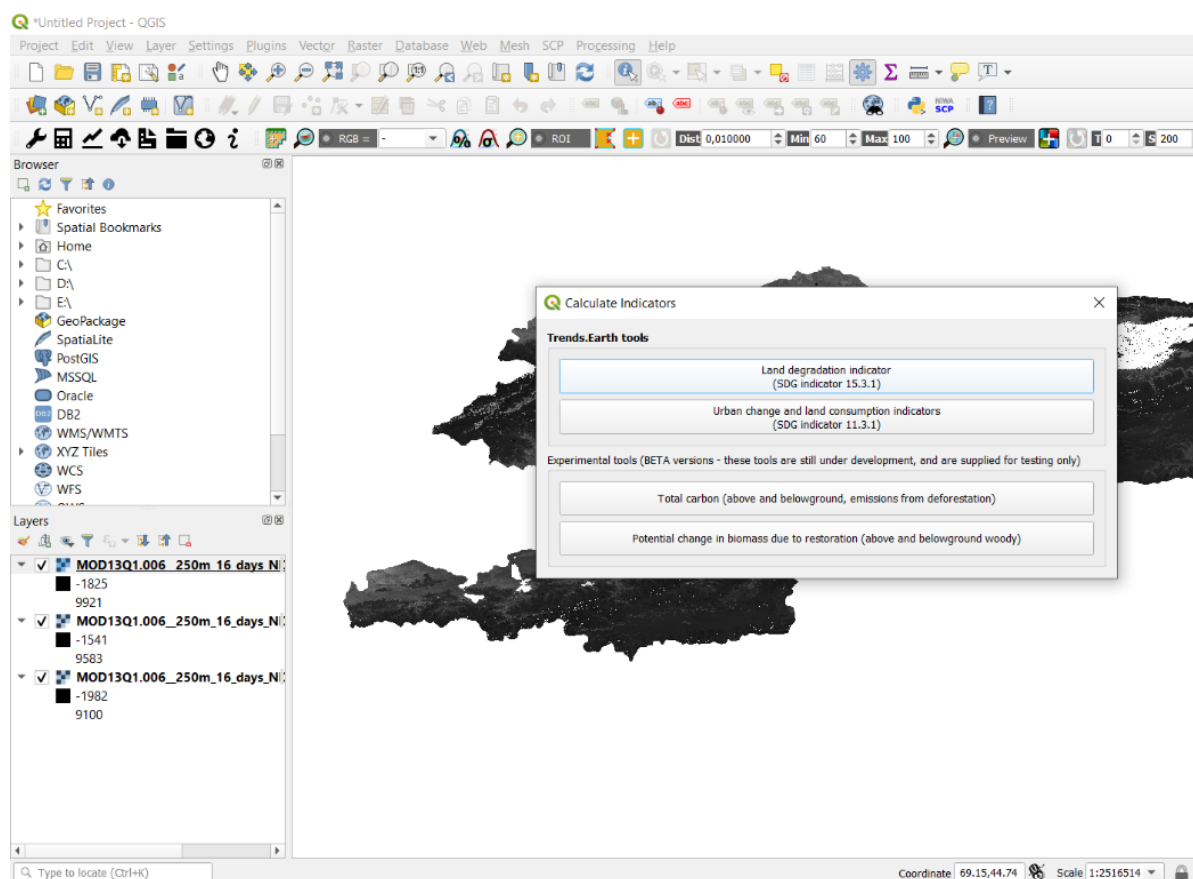 *Untitled Project - QGIS
Project Edit View Layer Settings Plugins Vector Raster Database Web Mesh SCP Processing Help
RGB = - ROI Dist 0,010000 Min 60 Max 100 Preview T 0 S 200
NIWA
SCP
Browser
Favorites
Spatial Bookmarks
Home
C:\
D:\
E:\
GeoPackage
SpatiaLite
PostGIS
MSSQL
Oracle
DB2
WMS/WMTS
XYZ Tiles
WCS
WFS
Layers
MOD13Q1.006__250m_16_days_N
-1825
9921
MOD13Q1.006__250m_16_days_N
-1541
9583
MOD13Q1.006__250m_16_days_N
-1982
9100
Calculate Indicators
Trends.Earth tools
Land degradation indicator
(SDG indicator 15.3.1)
Urban change and land consumption indicators
(SDG indicator 11.3.1)
Experimental tools (BETA versions - these tools are still under development, and are supplied for testing only)
Total carbon (above and belowground, emissions from deforestation)
Potential change in biomass due to restoration (above and belowground woody)
Type to locate (Ctrl+K)
Coordinate 69.15,44.74 Scale 1:2516514